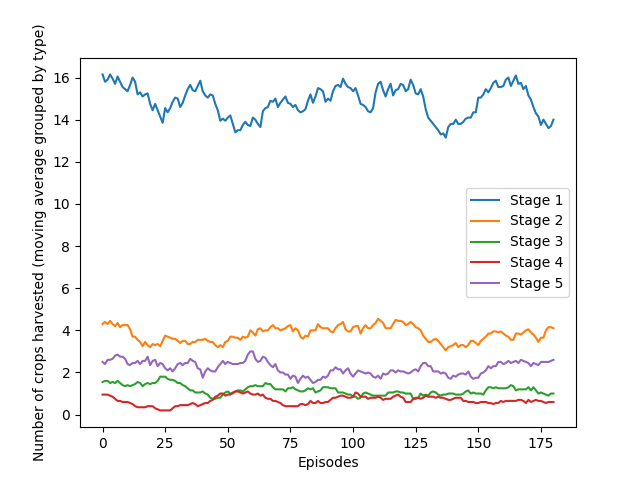 Number of crops harvested (moving average grouped by type)
16
14
12
10
8
6
4
2
0
Stage 1
Stage 2
Stage 3
Stage 4
Stage 5
0 25 50 75 100 125 150 175
Episodes